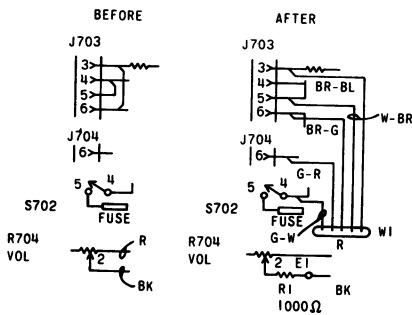 BEFORE
J703
3
4
5
6
J704
6
5 4
S702
FUSE
R704
VOL
R
2
BK
AFTER
J703
3
4
BR-BL
5
6
W-BR
BR-G
J704
6
G-R
5 4
S702
FUSE
G-W
R
W1
R704
VOL
2 E1
R1
BK
1000Ω